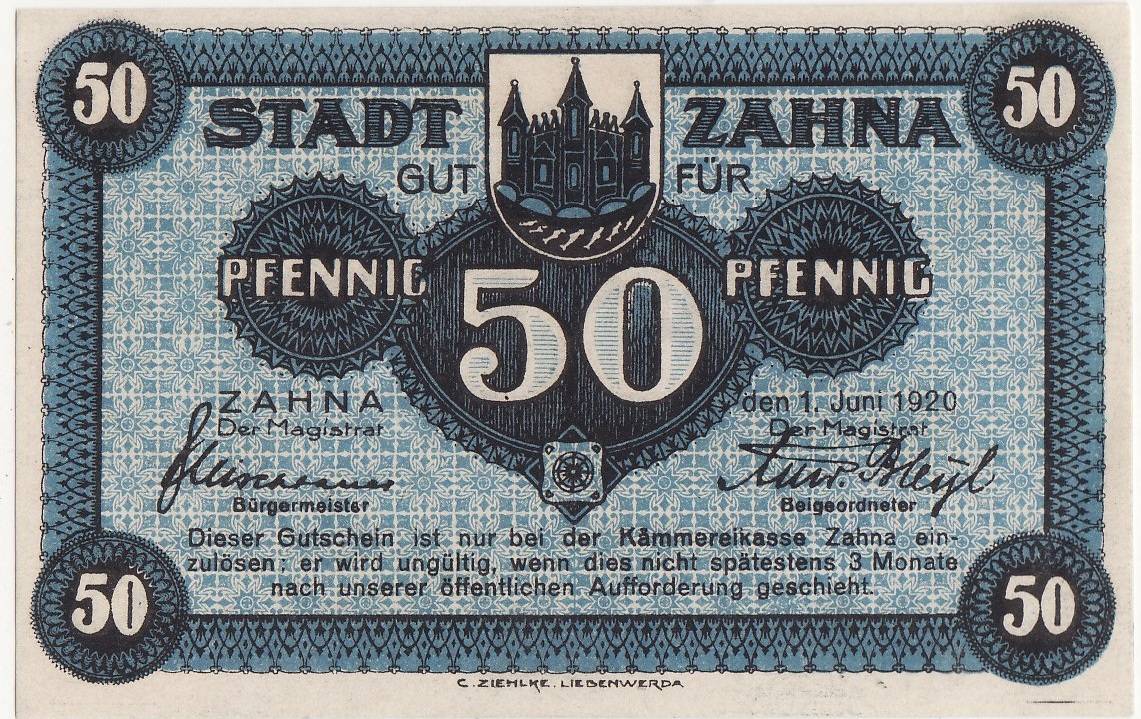 50 50
STADT ZAHNA
GUT FÜR
PFENNIG 50 PFENNIG
ZAHNA den 1. Juni 1920
Der Magistrat Der Magistrat
Bürgermeister Beigeordneter
Dieser Gutschein ist nur bei der Kämmereikasse Zahna ein-
zulösen; er wird ungültig, wenn dies nicht spätestens 3 Monate
nach unserer öffentlichen Aufforderung geschieht.
50 50
C. ZIEHLKE. LIEBENWERDA